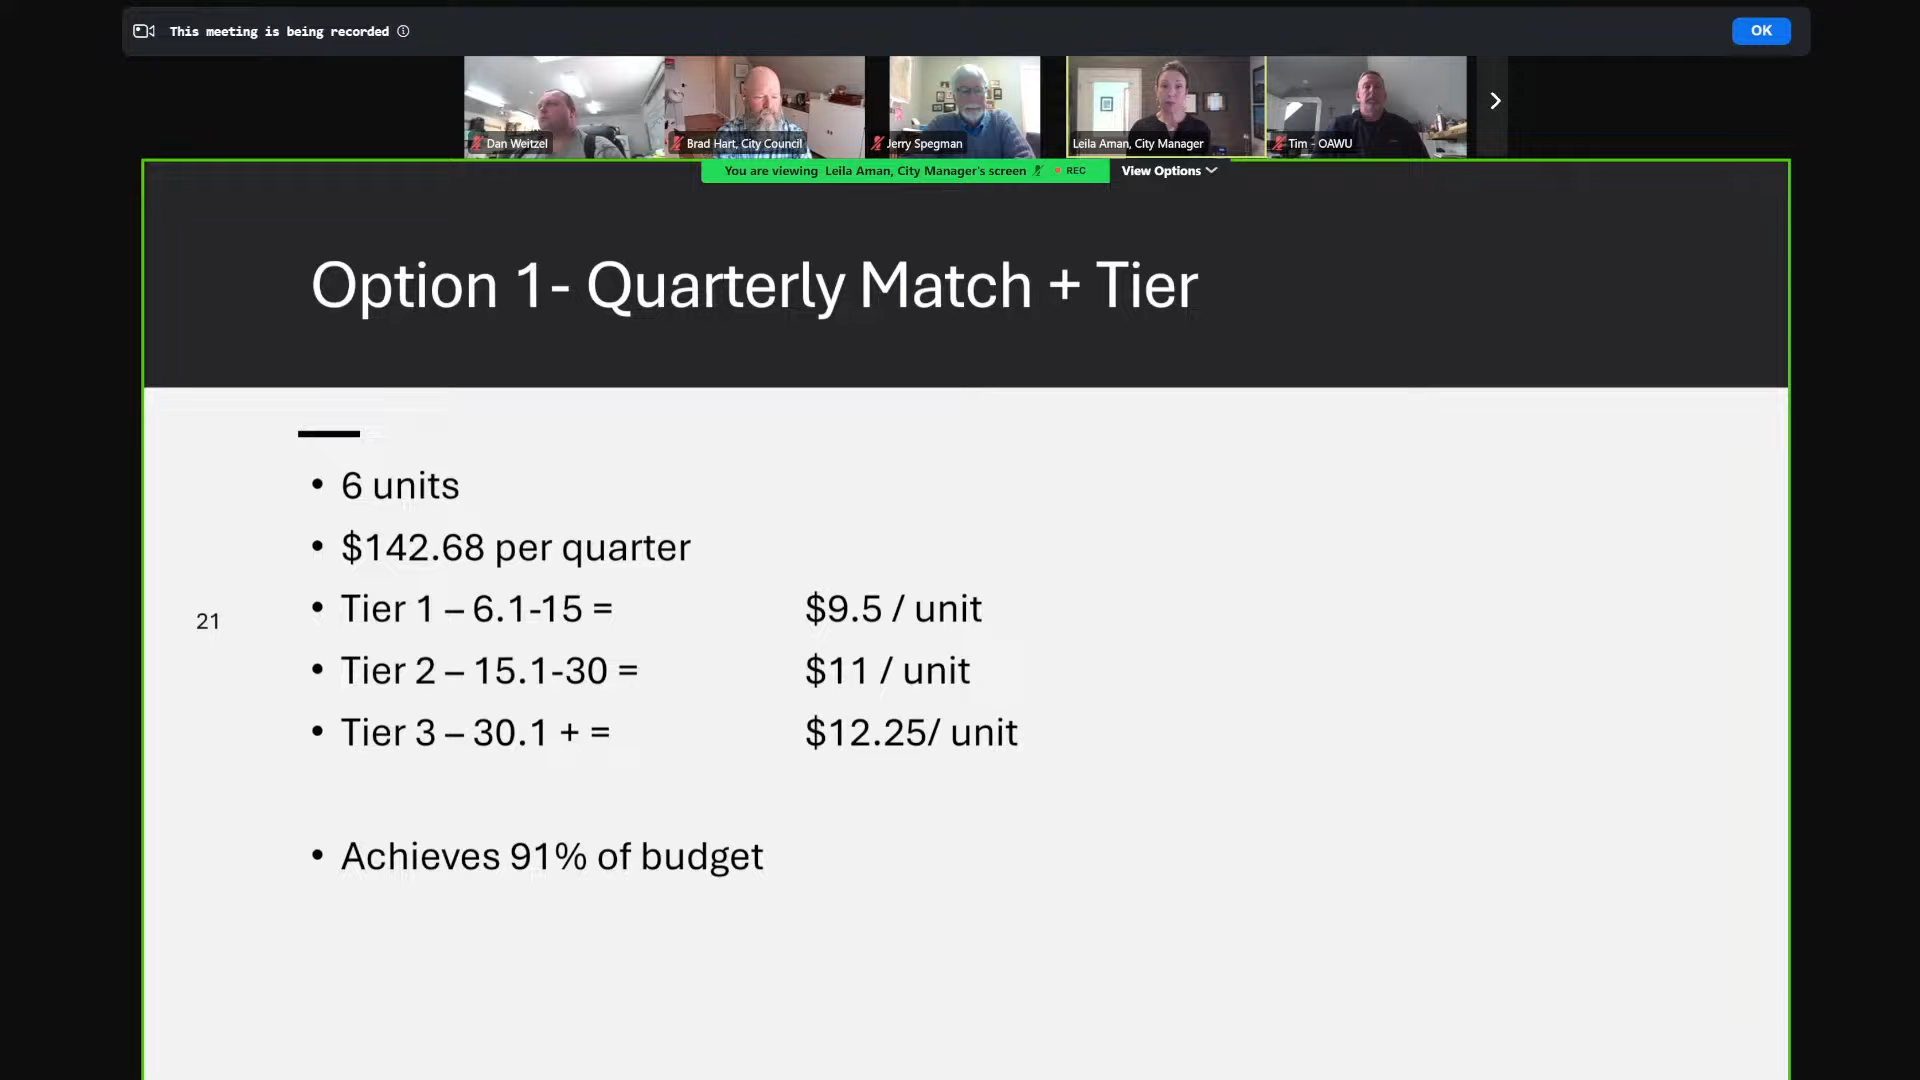 This meeting is being recorded
OK
Dan Weitzel
Brad Hart, City Council
Jerry Spegman
Leila Aman, City Manager
Tim - OAWU
You are viewing Leila Aman, City Manager's screen
REC
View Options
Option 1- Quarterly Match + Tier
• 6 units
• $142.68 per quarter
• Tier 1 – 6.1-15 = $9.5 / unit
21
• Tier 2 – 15.1-30 = $11 / unit
• Tier 3 – 30.1 + = $12.25/ unit
• Achieves 91% of budget